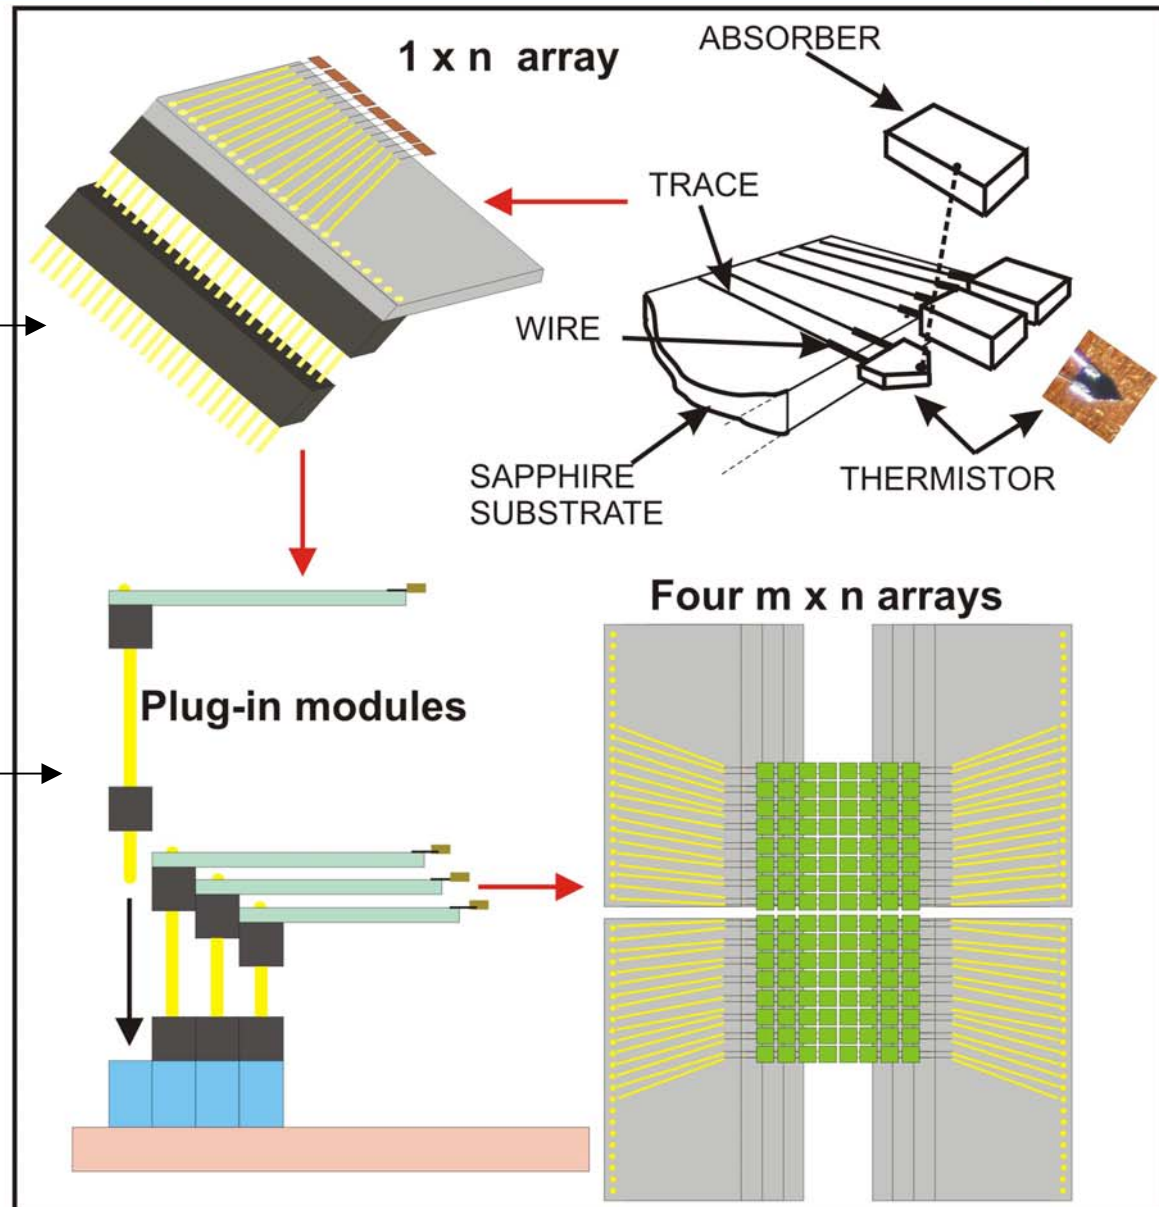 1 x n array
ABSORBER
TRACE
WIRE
SAPPHIRE
SUBSTRATE
THERMISTOR
Plug-in modules
Four m x n arrays